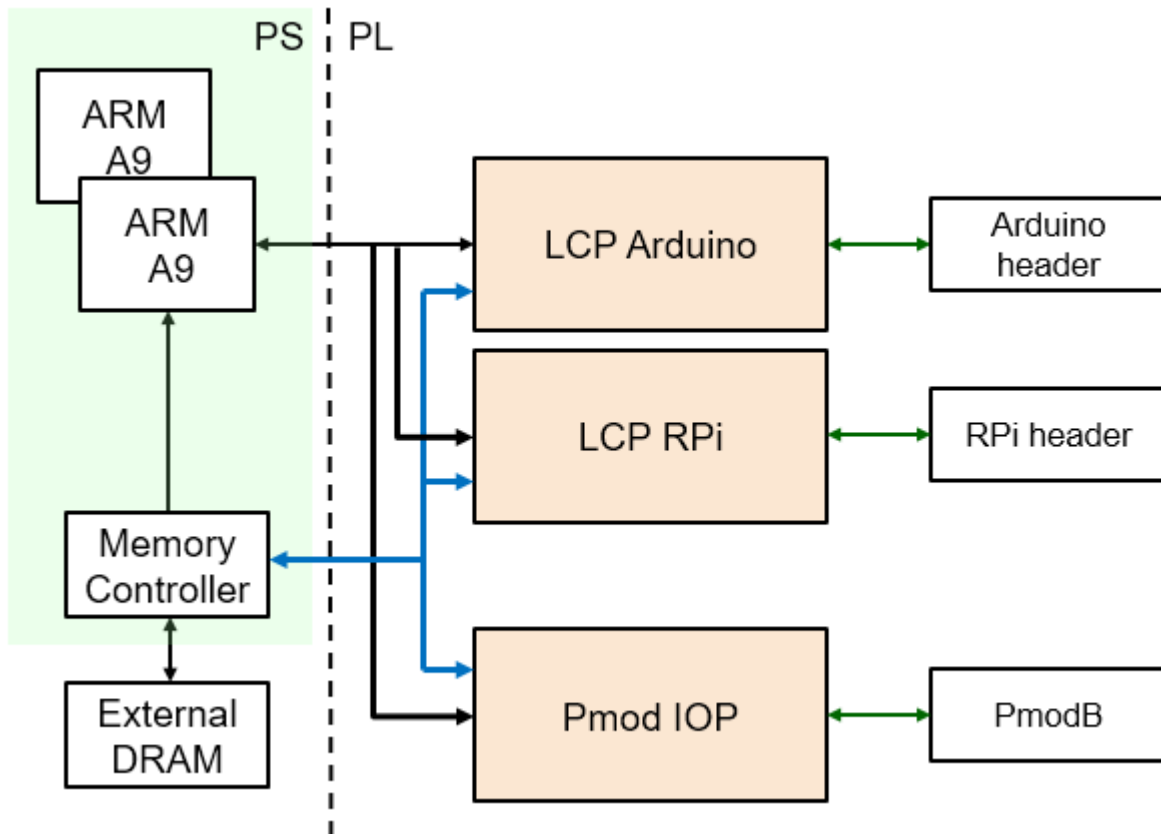 PS
PL
ARM
A9
ARM
A9
LCP Arduino
Arduino
header
LCP RPi
RPi header
Memory
Controller
External
DRAM
Pmod IOP
PmodB